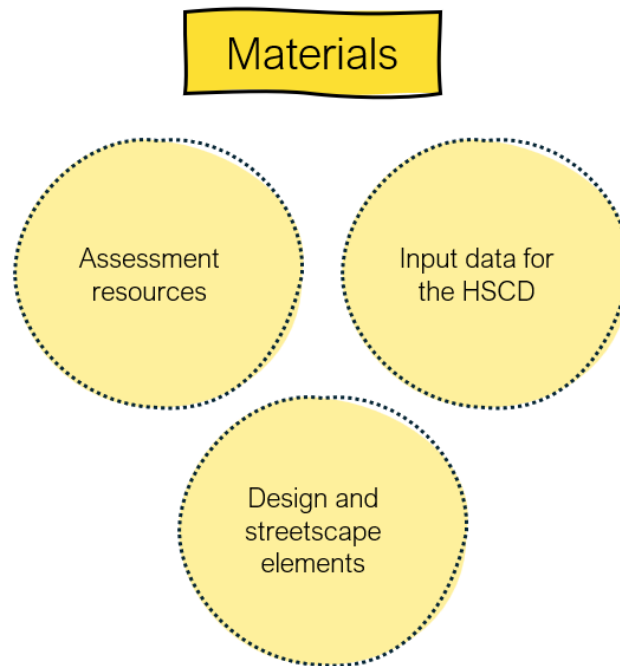 Materials
Assessment
resources
Input data for
the HSCD
Design and
streetscape
elements